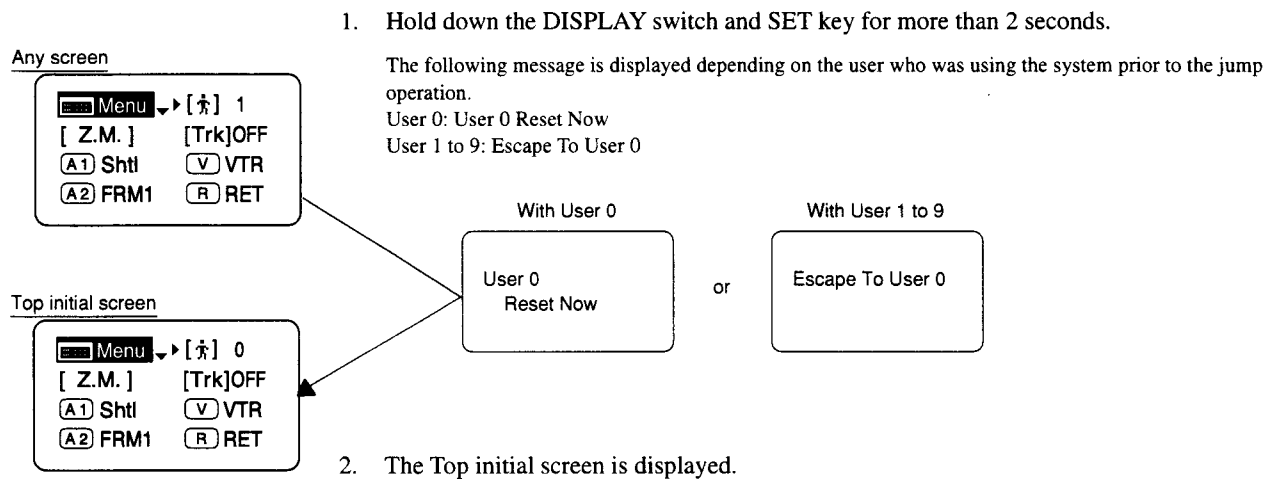 1. Hold down the DISPLAY switch and SET key for more than 2 seconds.
The following message is displayed depending on the user who was using the system prior to the jump
operation.
User 0: User 0 Reset Now
User 1 to 9: Escape To User 0
Any screen
Menu [ ] 1
[ Z.M. ] [Trk]OFF
A1 Shtl V VTR
A2 FRM1 R RET
With User 0
User 0
Reset Now
or
With User 1 to 9
Escape To User 0
Top initial screen
Menu [ ] 0
[ Z.M. ] [Trk]OFF
A1 Shtl V VTR
A2 FRM1 R RET
2. The Top initial screen is displayed.